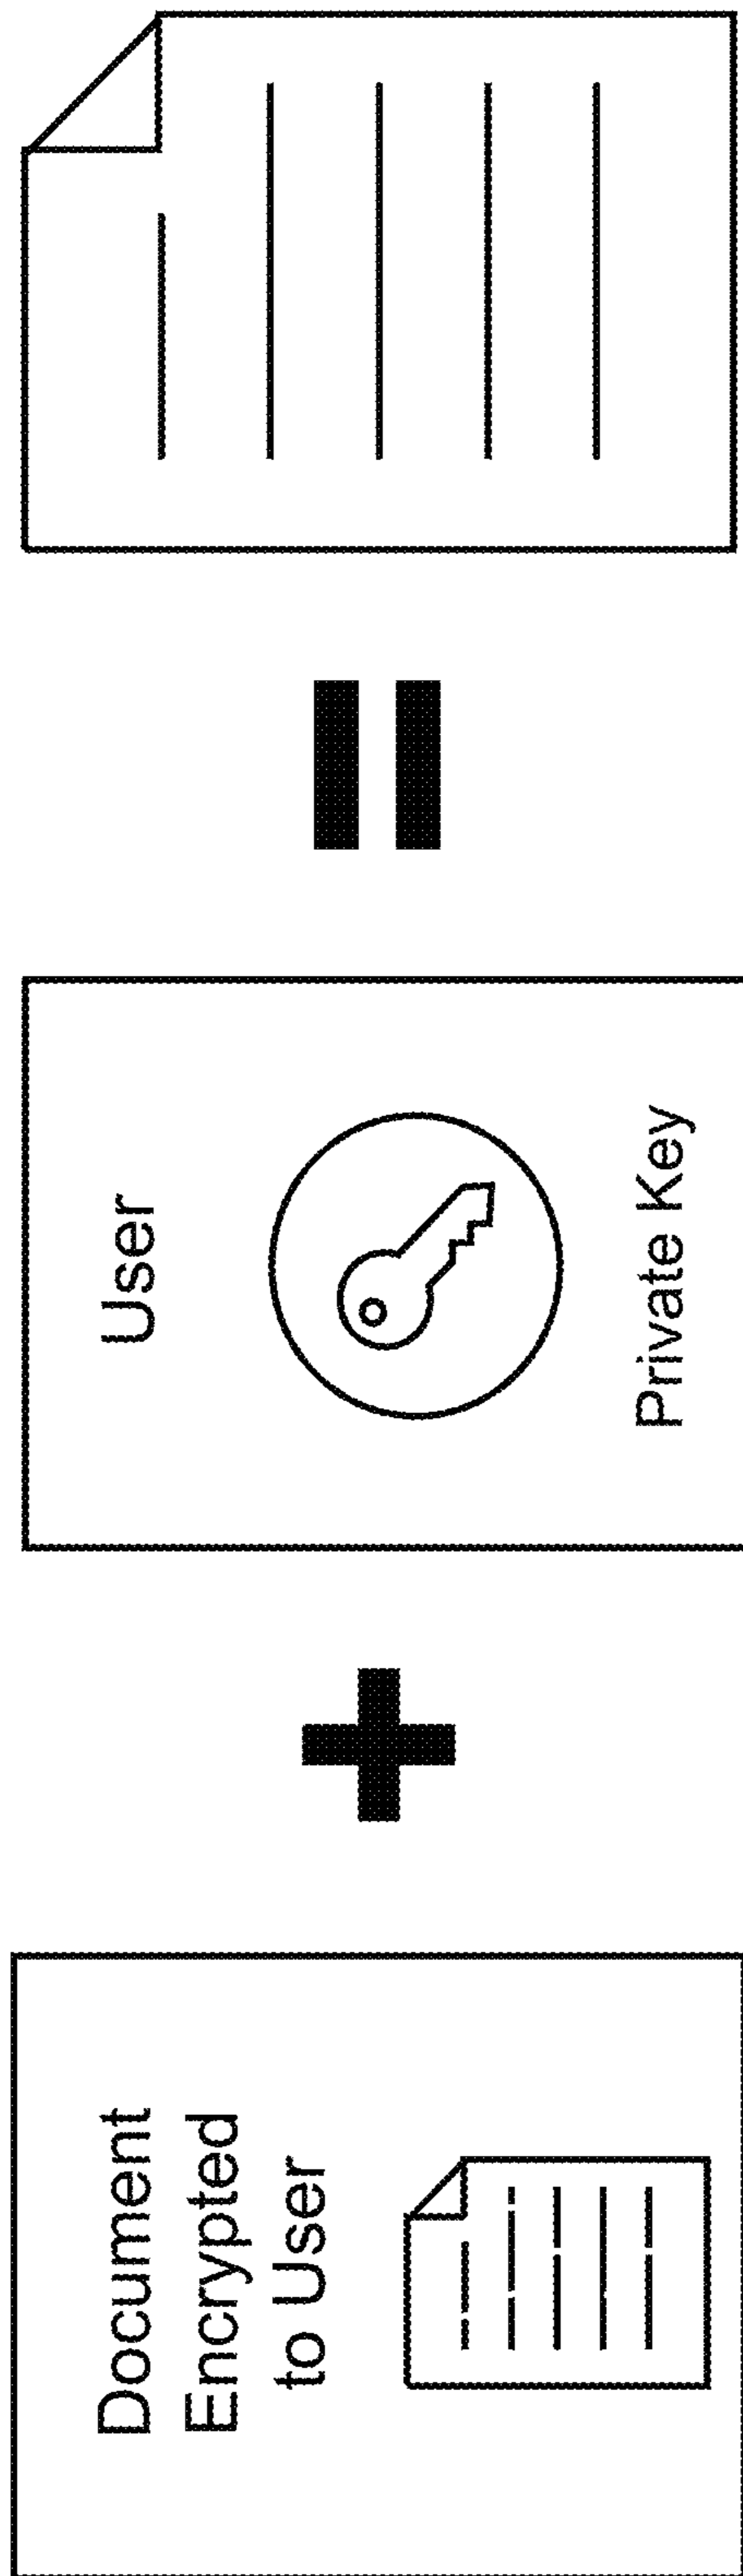 Document
Encrypted
to User
User
Private Key